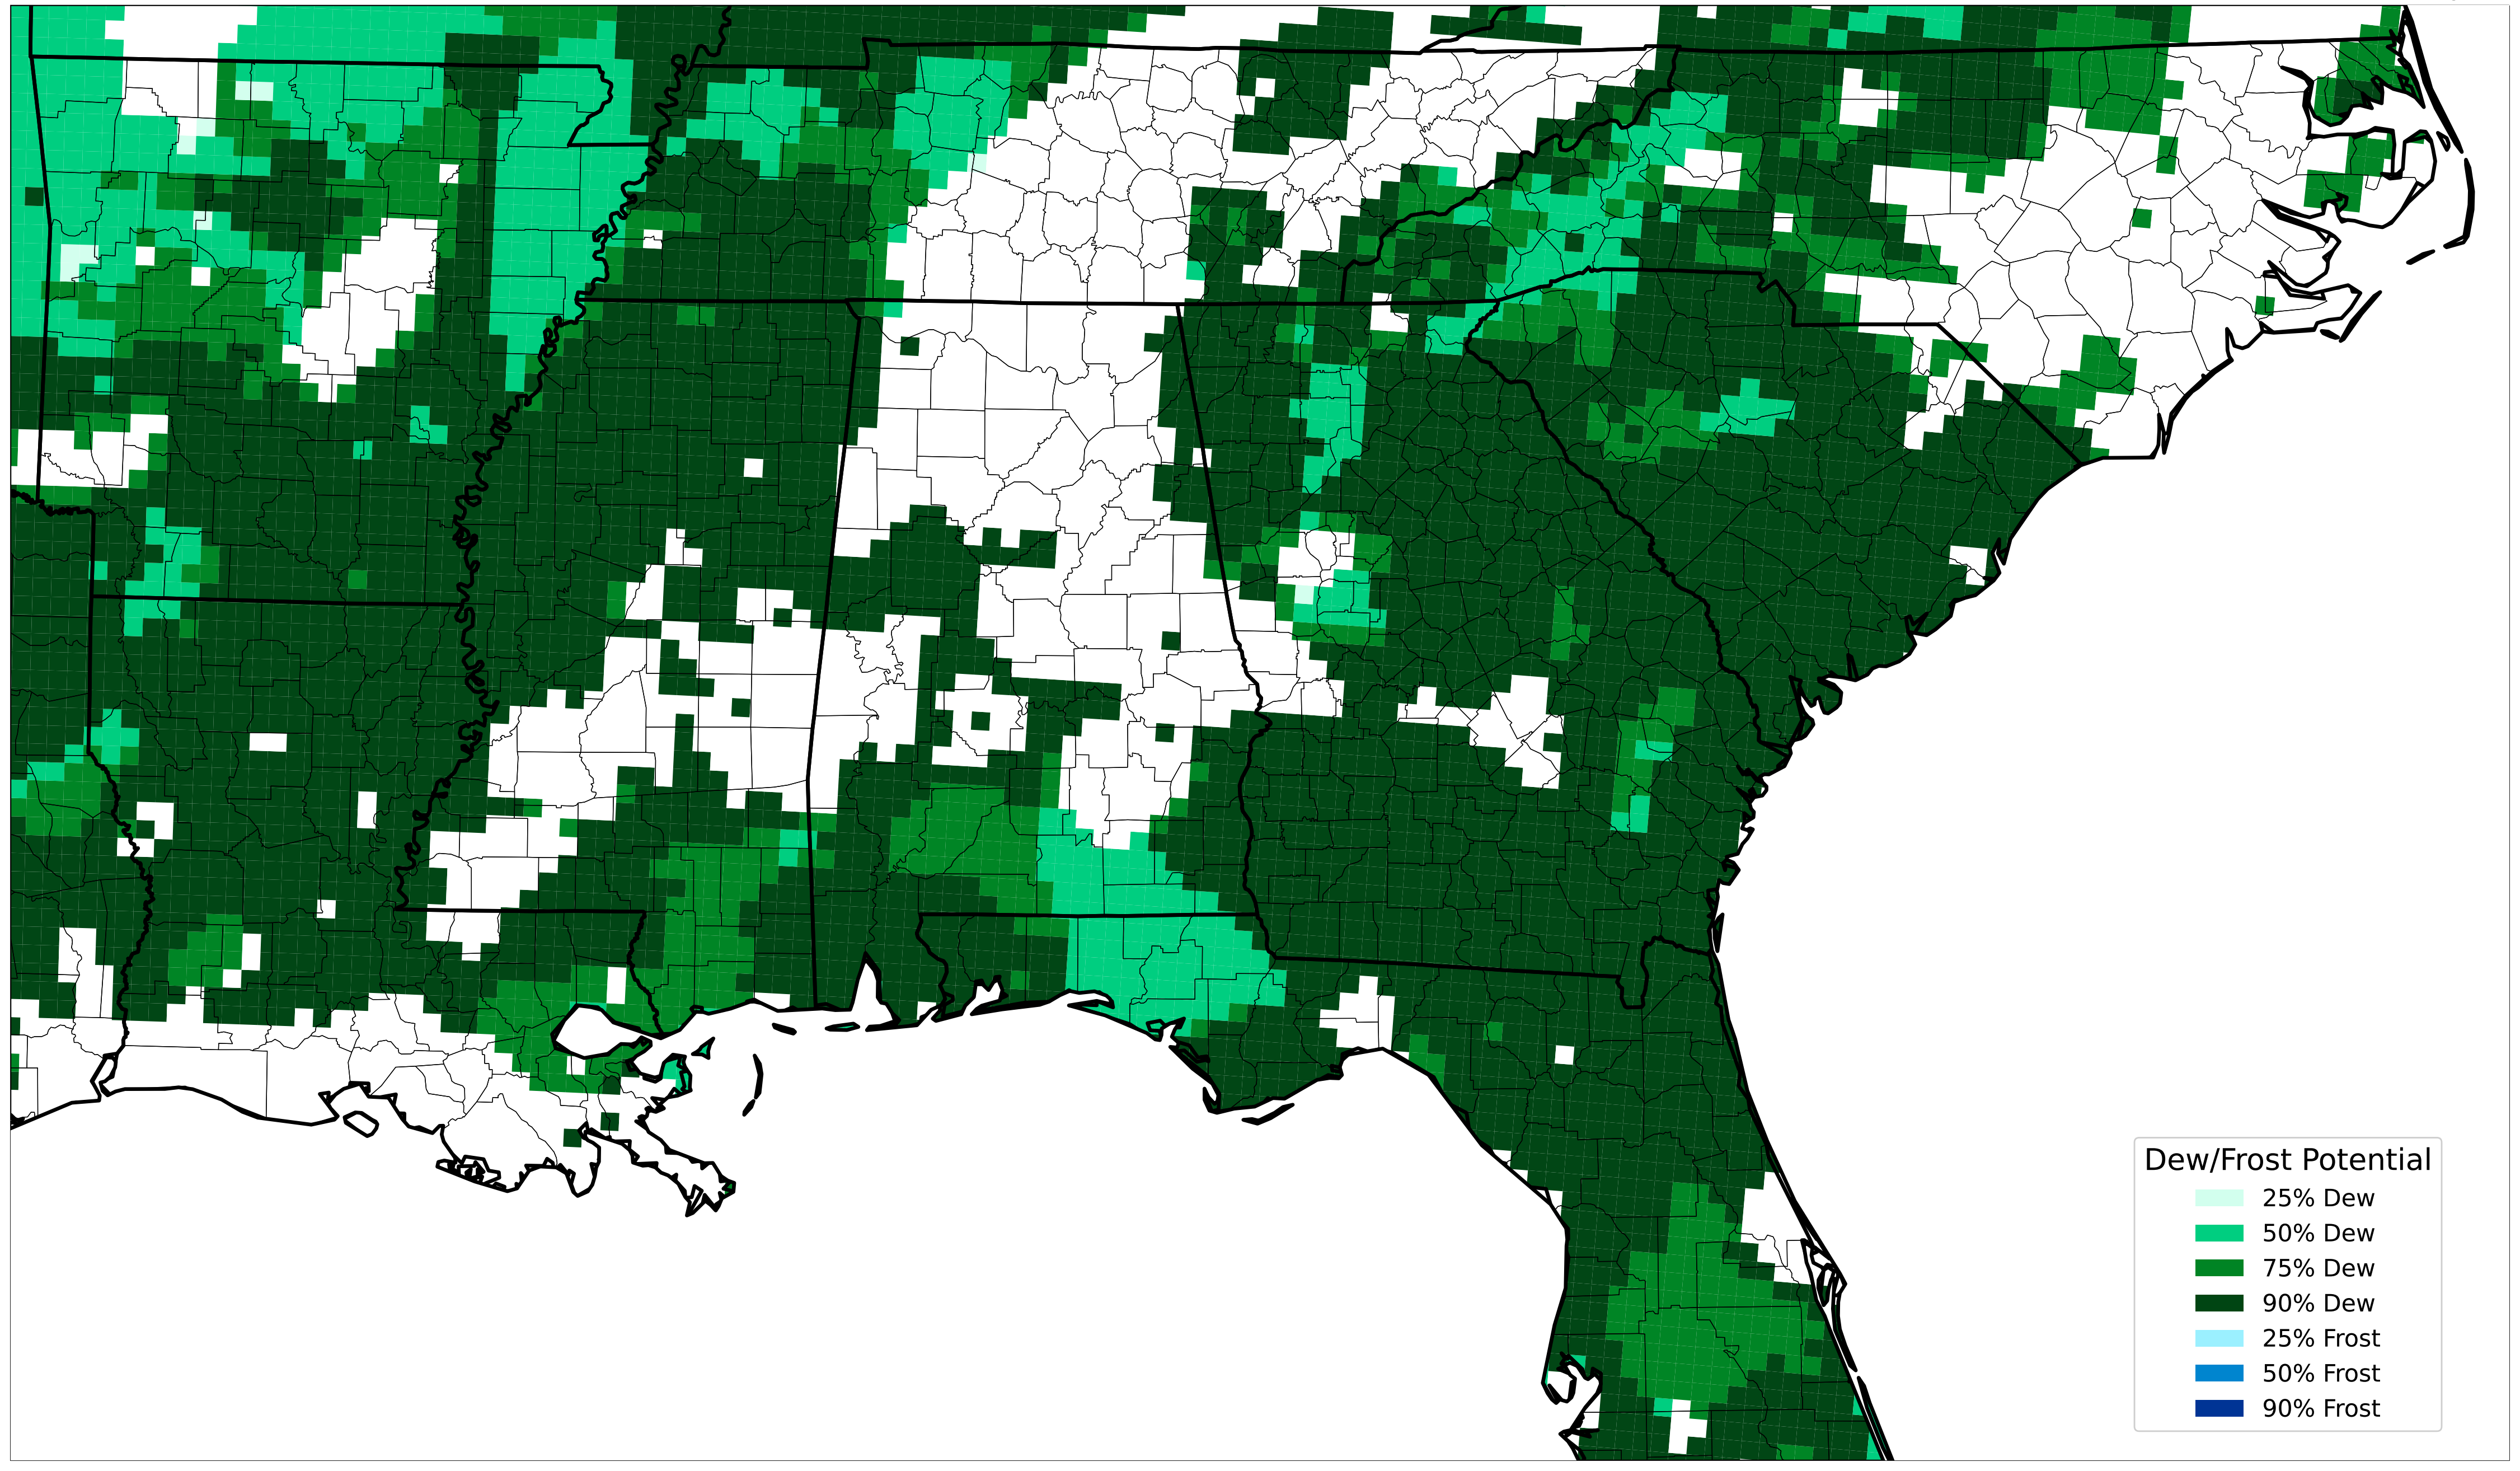 Dew/Frost Potential
25% Dew
50% Dew
75% Dew
90% Dew
25% Frost
50% Frost
90% Frost